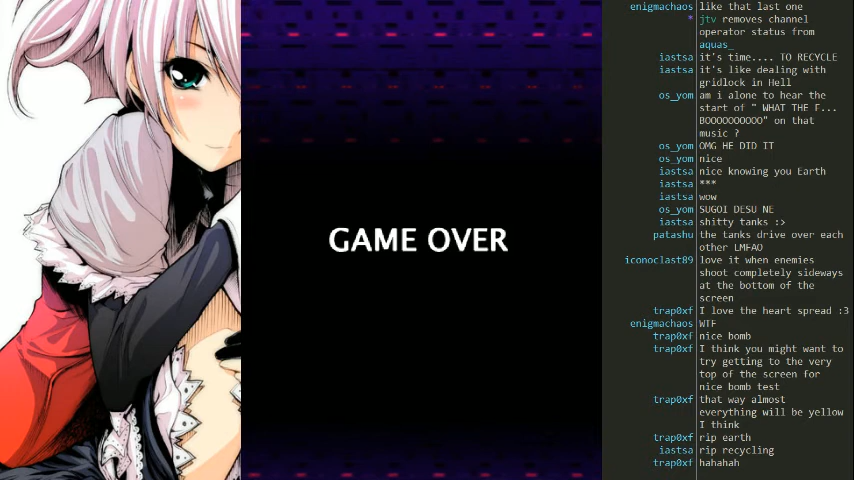 GAME OVER
enigmachaos like that last one
* jtv removes channel
operator status from
aquas_
iastsa it's time.... TO RECYCLE
iastsa it's like dealing with
gridlock in Hell
os_yom am i alone to hear the
start of " WHAT THE F...
BOOOOOOOOOO" on that
music ?
os_yom OMG HE DID IT
os_yom nice
iastsa nice knowing you Earth
iastsa ***
iastsa wow
os_yom SUGOI DESU NE
iastsa shitty tanks :>
patashu the tanks drive over each
other LMFAO
iconoclast89 love it when enemies
shoot completely sideways
at the bottom of the
screen
trap0xf I love the heart spread :3
enigmachaos WTF
trap0xf nice bomb
trap0xf I think you might want to
try getting to the very
top of the screen for
nice bomb test
trap0xf that way almost
everything will be yellow
I think
trap0xf rip earth
iastsa rip recycling
trap0xf hahahah